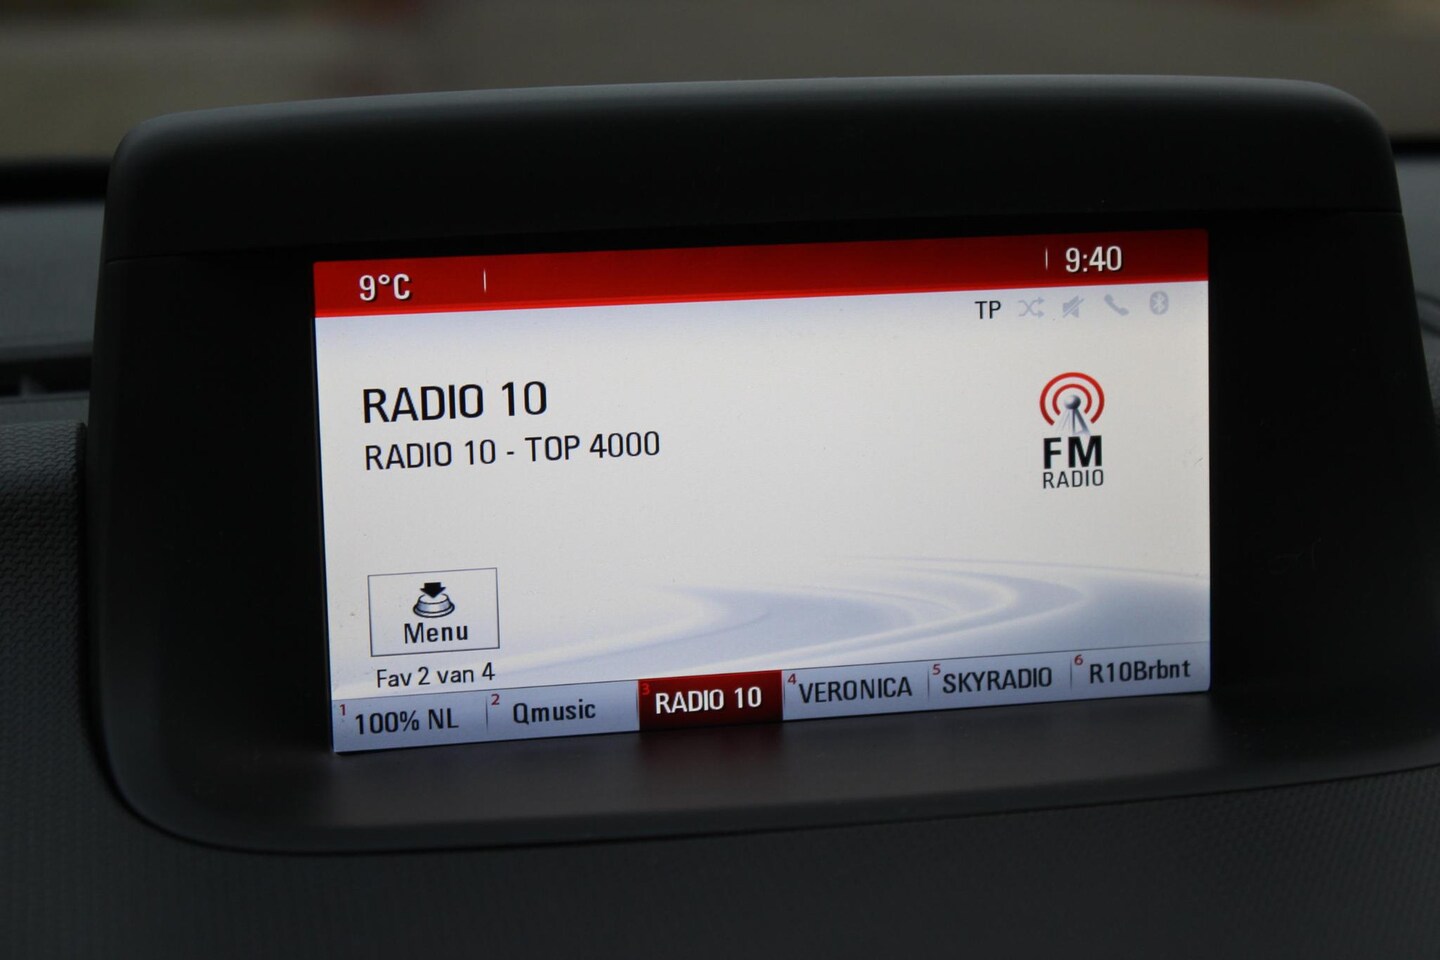 9°C
9:40
TP
RADIO 10
RADIO 10 - TOP 4000
FM
RADIO
Menu
Fav 2 van 4
1 100% NL 2 Qmusic 3 RADIO 10 4 VERONICA 5 SKYRADIO 6 R10Brbnt